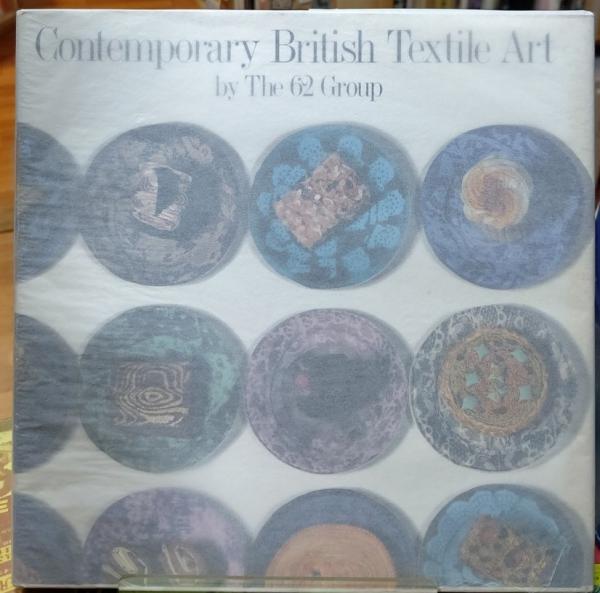 Contemporary British Textile Art
by The 62 Group